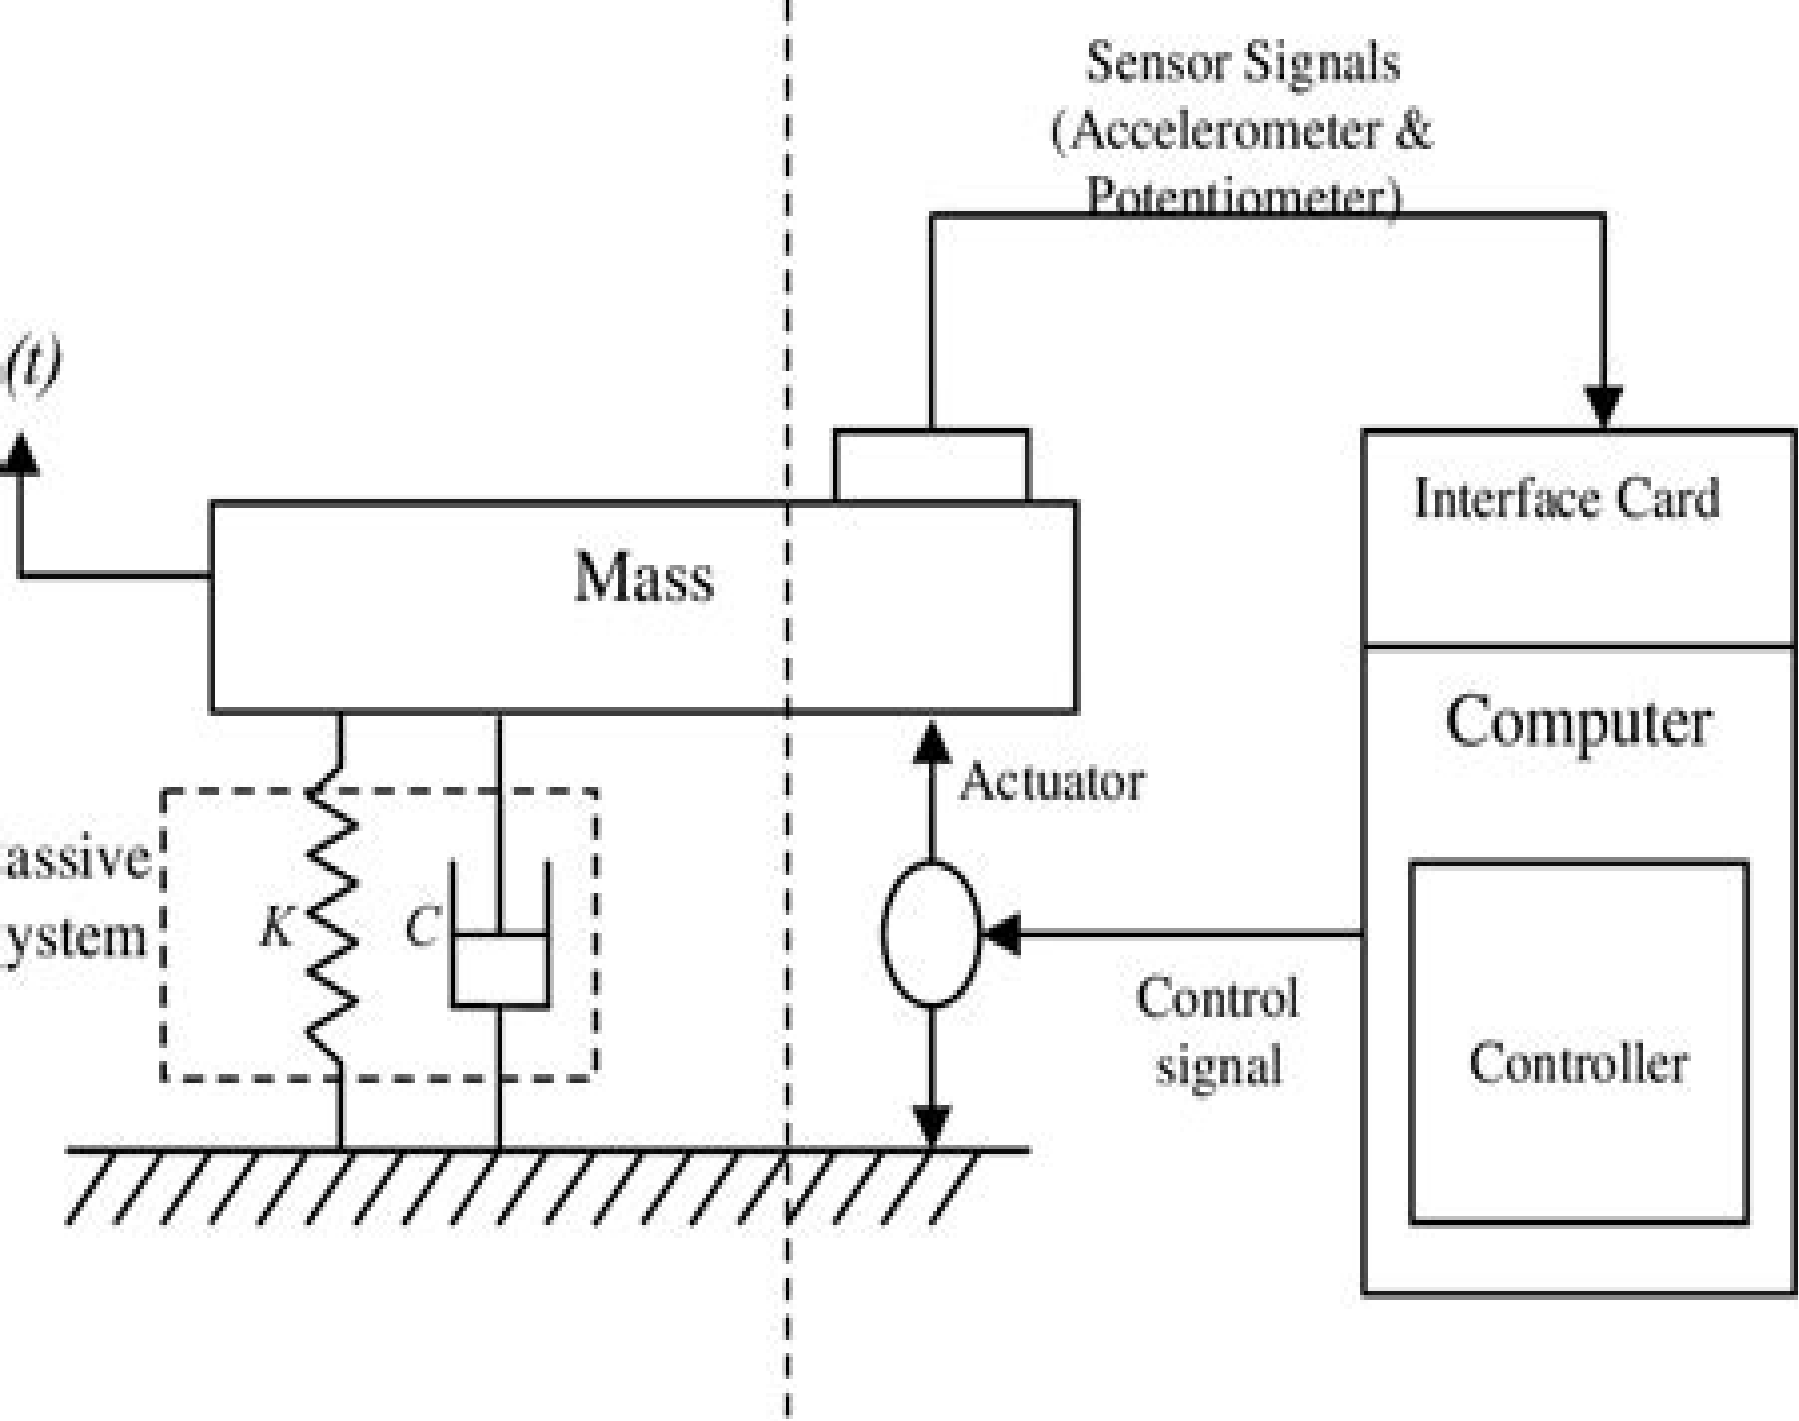 Sensor Signals
(Accelerometer &
Potentiometer)
(t)
Interface Card
Mass
Computer
Actuator
assive
ystem
K
C
Control
signal
Controller